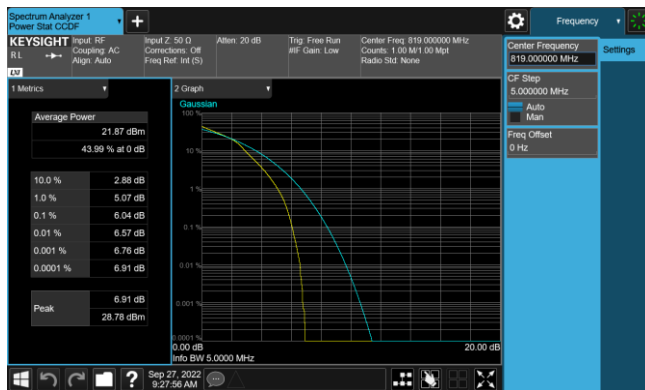 Spectrum Analyzer 1
Power Stat CCDF
Frequency
KEYSIGHT
R L
LXI
Input: RF
Coupling: AC
Align: Auto
Input Z: 50 Ω
Corrections: Off
Freq Ref: Int (S)
Atten: 20 dB
Trig: Free Run
#IF Gain: Low
Center Freq: 819.000000 MHz
Counts: 1.00 M/1.00 Mpt
Radio Std: None
Center Frequency
819.000000 MHz
Settings
CF Step
5.000000 MHz
Auto
Man
Freq Offset
0 Hz
1 Metrics
Average Power
21.87 dBm
43.99 % at 0 dB
10.0 % 2.88 dB
1.0 % 5.07 dB
0.1 % 6.04 dB
0.01 % 6.57 dB
0.001 % 6.76 dB
0.0001 % 6.91 dB
Peak
6.91 dB
28.78 dBm
2 Graph
Gaussian
100 %
10 %
1 %
0.1 %
0.01 %
0.001 %
0.0001 %
0.00 dB 20.00 dB
Info BW 5.0000 MHz
?
Sep 27, 2022
9:27:56 AM